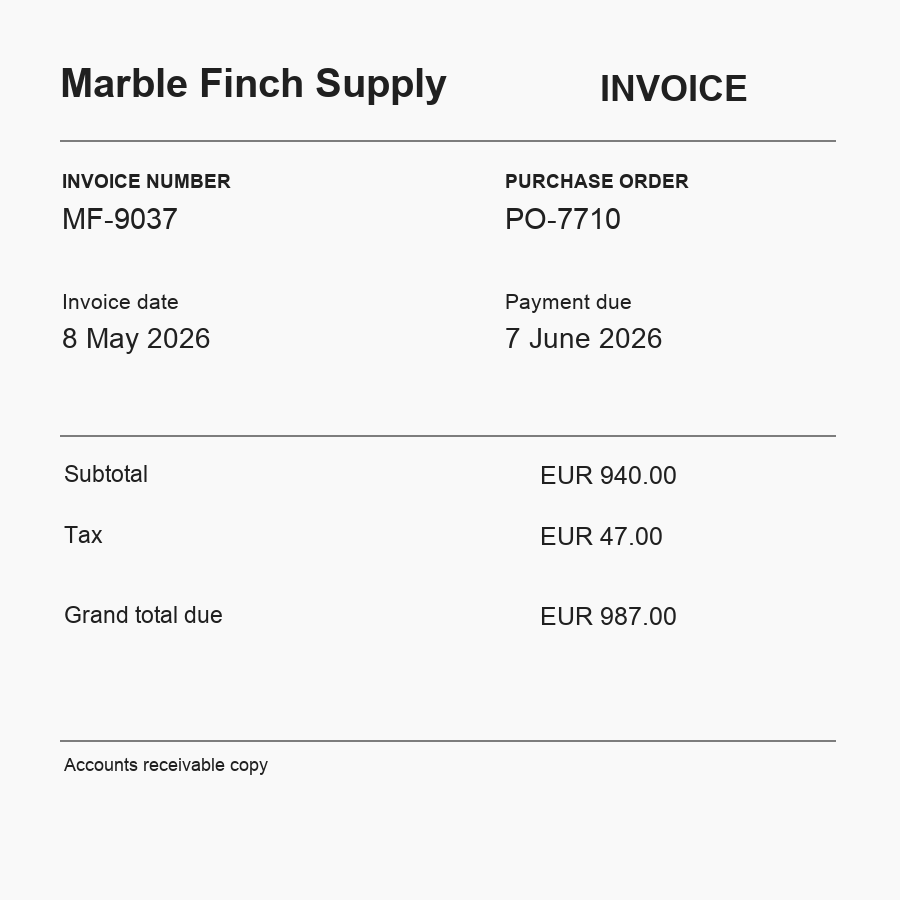 Marble Finch Supply
INVOICE
INVOICE NUMBER
MF-9037
PURCHASE ORDER
PO-7710
Invoice date
8 May 2026
Payment due
7 June 2026
Subtotal EUR 940.00
Tax EUR 47.00
Grand total due EUR 987.00
Accounts receivable copy